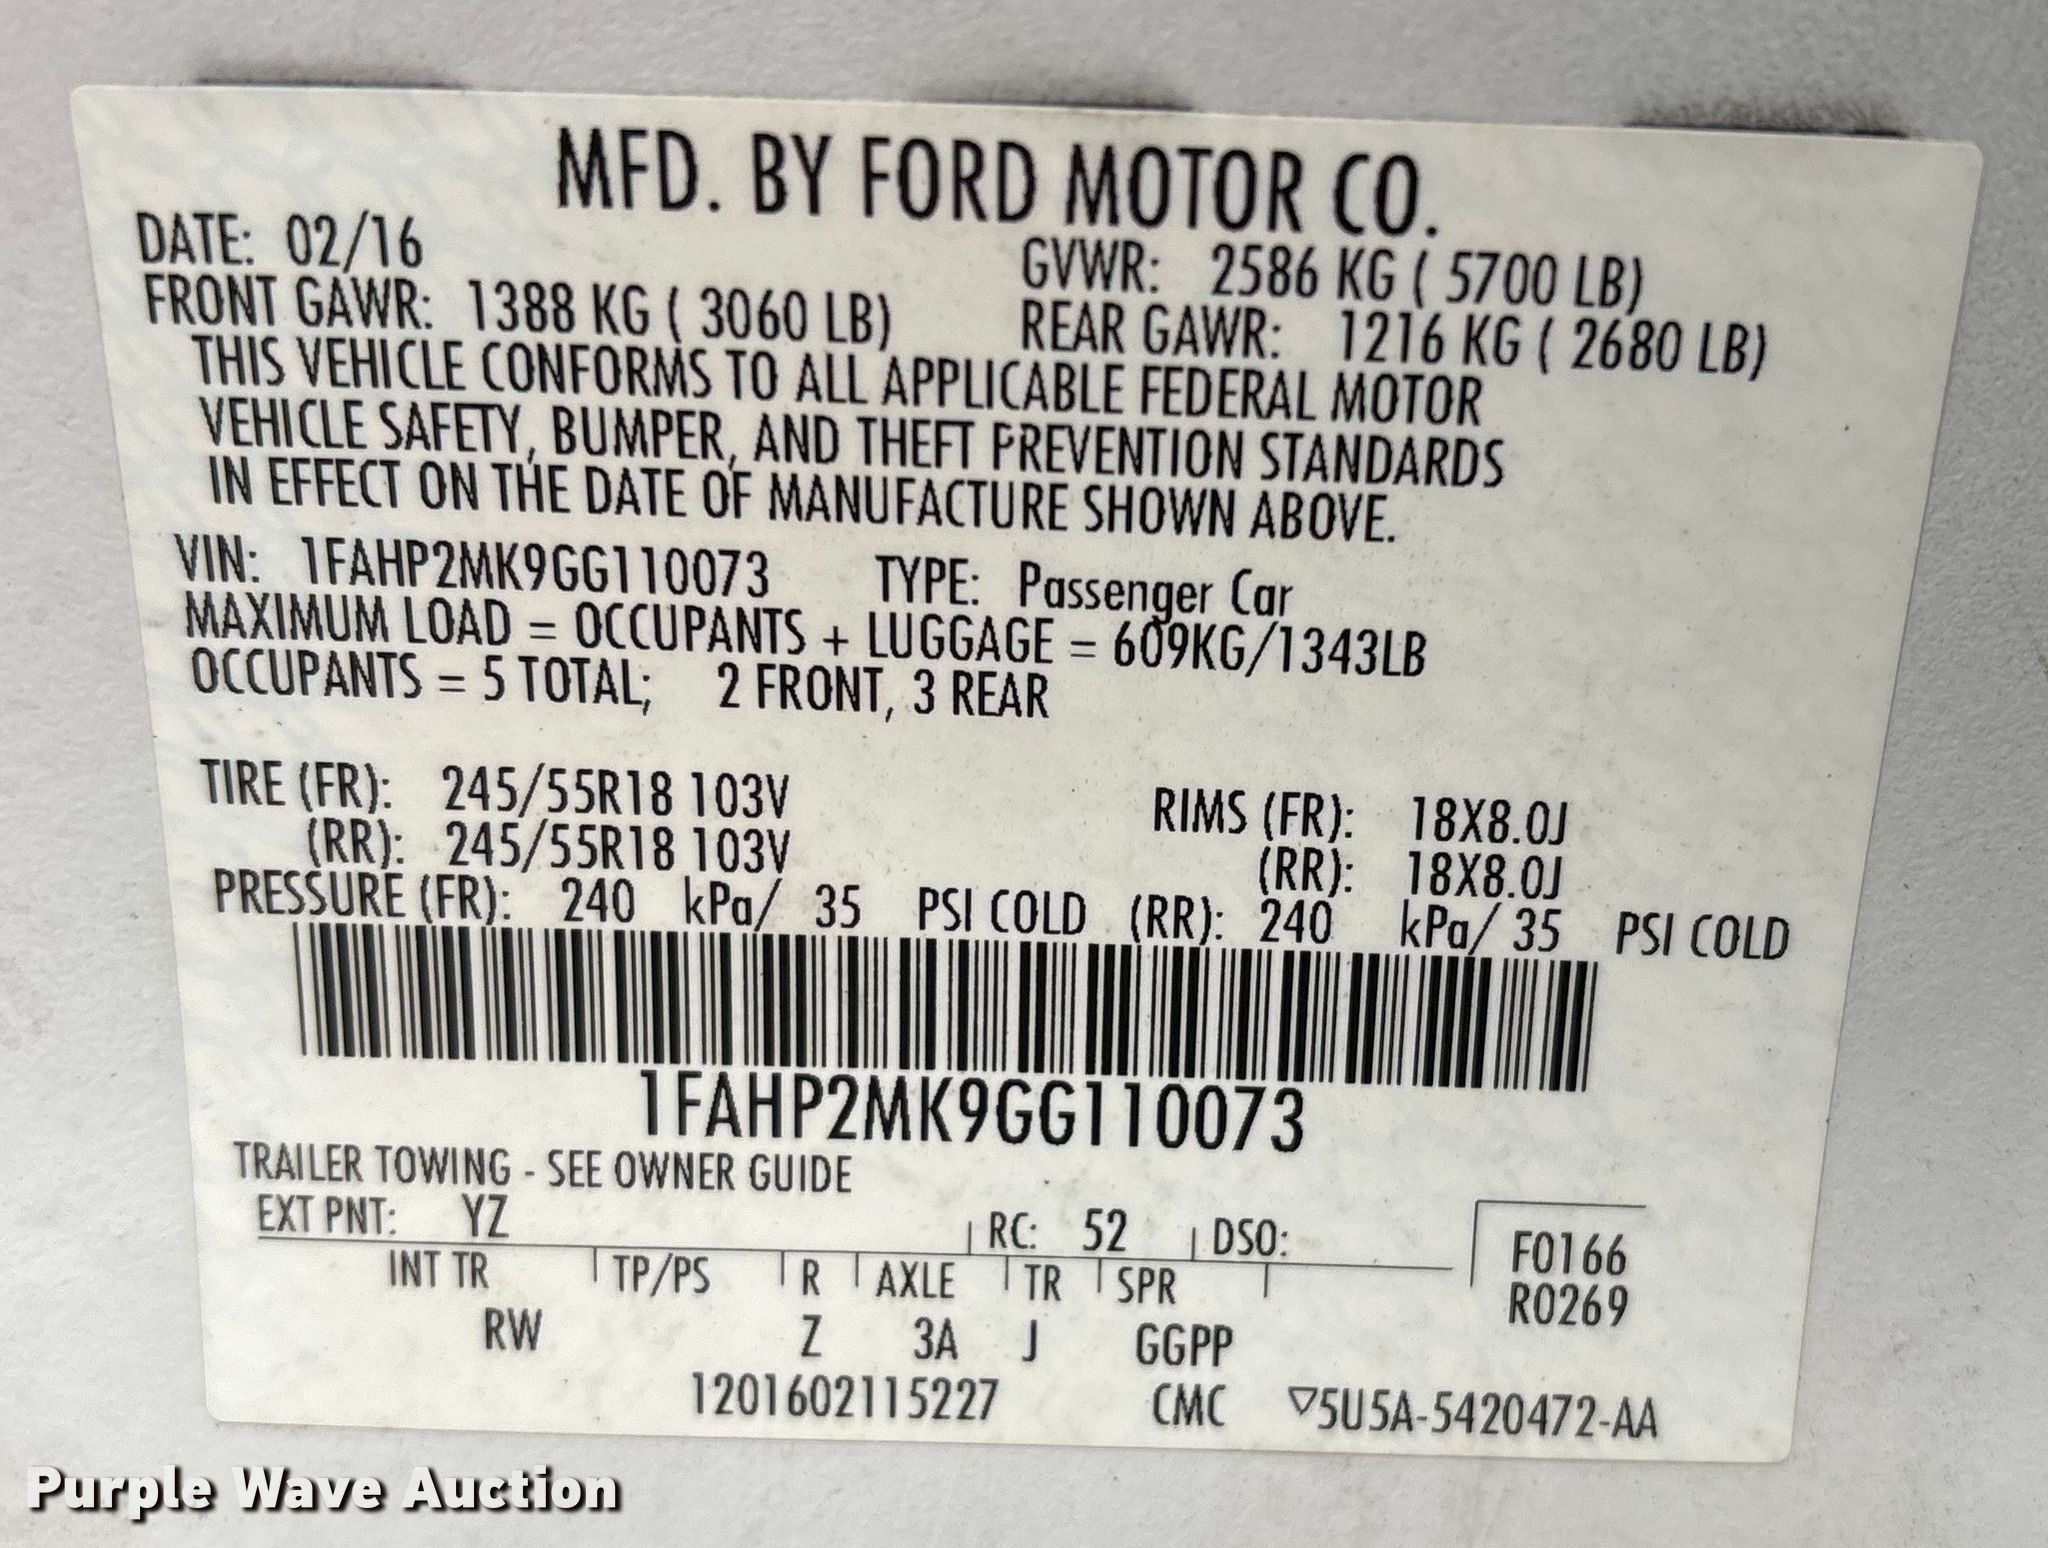 MFD. BY FORD MOTOR CO.
DATE: 02/16 GVWR: 2586 KG ( 5700 LB)
FRONT GAWR: 1388 KG ( 3060 LB) REAR GAWR: 1216 KG ( 2680 LB)
THIS VEHICLE CONFORMS TO ALL APPLICABLE FEDERAL MOTOR
VEHICLE SAFETY, BUMPER, AND THEFT PREVENTION STANDARDS
IN EFFECT ON THE DATE OF MANUFACTURE SHOWN ABOVE.
VIN: 1FAHP2MK9GG110073 TYPE: Passenger Car
MAXIMUM LOAD = OCCUPANTS + LUGGAGE = 609KG/1343LB
OCCUPANTS = 5 TOTAL; 2 FRONT, 3 REAR
TIRE (FR): 245/55R18 103V RIMS (FR): 18X8.0J
(RR): 245/55R18 103V (RR): 18X8.0J
PRESSURE (FR): 240 kPa/ 35 PSI COLD (RR): 240 kPa/ 35 PSI COLD
1FAHP2MK9GG110073
TRAILER TOWING - SEE OWNER GUIDE
EXT PNT: YZ RC: 52 DSO: F0166
INT TR TP/PS R AXLE TR SPR R0269
RW Z 3A J GGPP
1201602115227 CMC ▽5U5A-5420472-AA
Purple Wave Auction